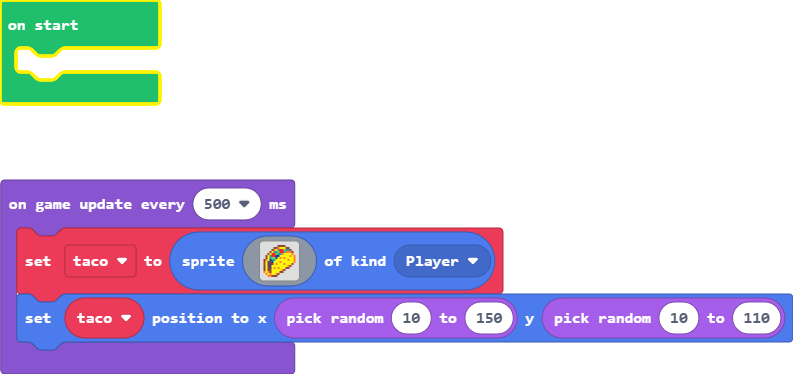 on start
on game update every 500 ms
set taco to sprite of kind Player
set taco position to x pick random 10 to 150 y pick random 10 to 110